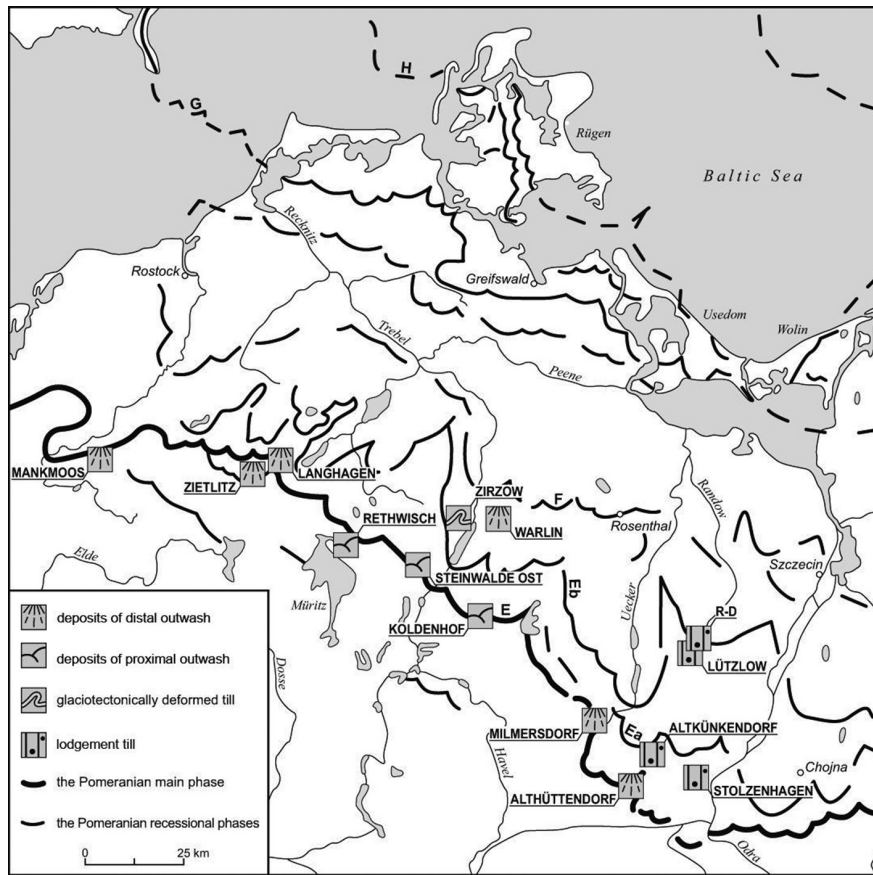 H
G
Rügen
Baltic Sea
Recknitz
Rostock
Greifswald
Usedom
Trebel
Wolin
Peene
MANKMOOS
ZIETLITZ
LANGHAGEN
ZIRZOW
F
Randow
RETHWISCH
WARLIN
Rosenthal
Elde
STEINWALDE OST
Eb
Szczecin
Uecker
Müritz
E
R-D
KOLDENHOF
LÜTZLOW
Dosse
MILMERSDORF
Ea
ALTKÜNKENDORF
Havel
Chojna
ALTHÜTTENDORF
STOLZENHAGEN
Odra
deposits of distal outwash
deposits of proximal outwash
glaciotectonically deformed till
lodgement till
the Pomeranian main phase
the Pomeranian recessional phases
0 25 km